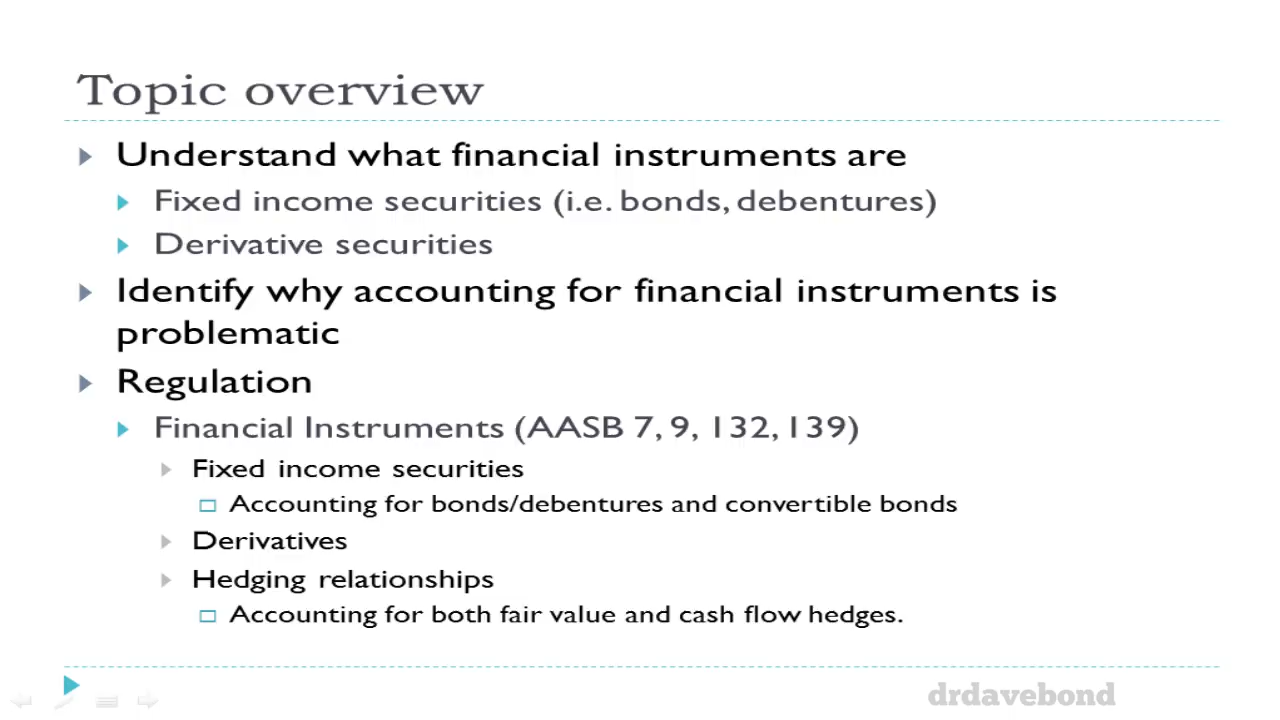 Topic overview
Understand what financial instruments are
Fixed income securities (i.e. bonds, debentures)
Derivative securities
Identify why accounting for financial instruments is
problematic
Regulation
Financial Instruments (AASB 7, 9, 132, 139)
Fixed income securities
Accounting for bonds/debentures and convertible bonds
Derivatives
Hedging relationships
Accounting for both fair value and cash flow hedges.
drdavebond